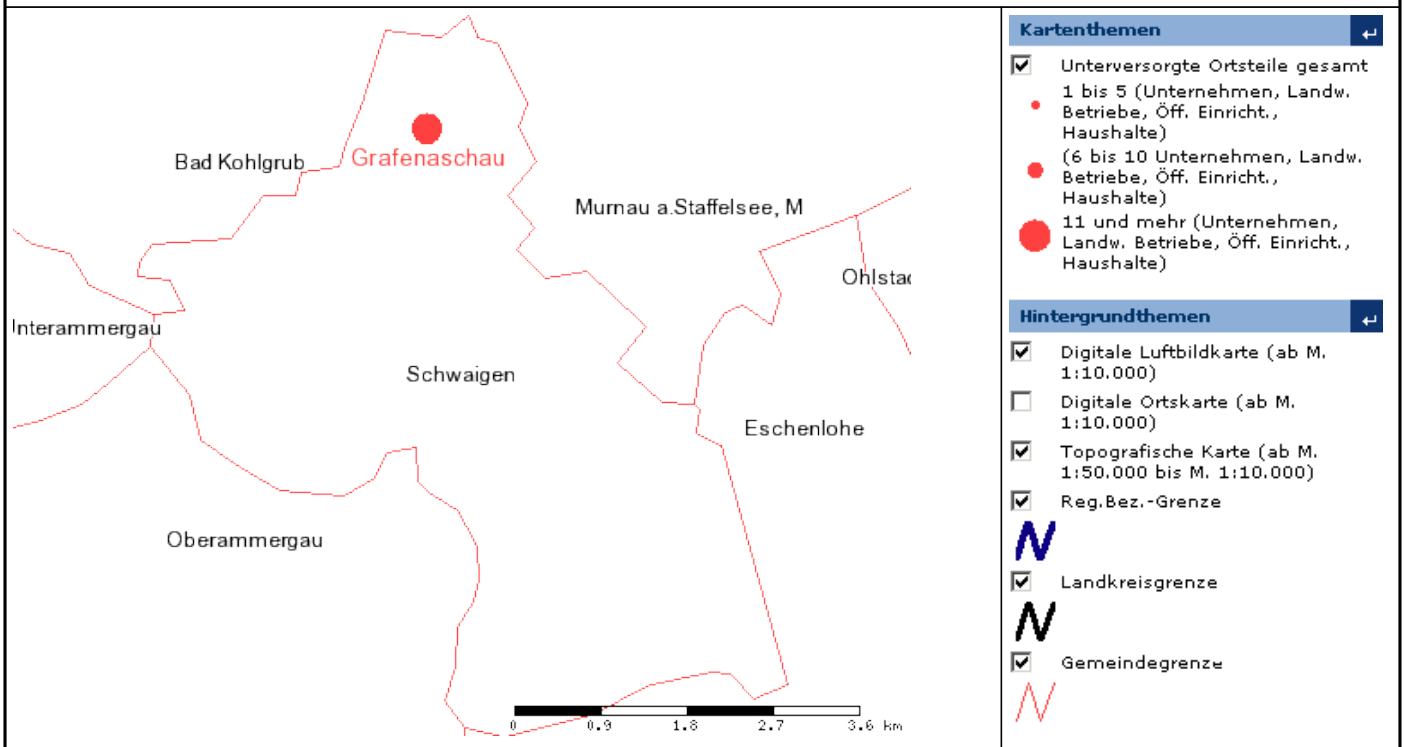 Bad Kohlgrub
Grafenaschau
Murnau a.Staffelsee, M
Ohlstad
Unterammergau
Schwaigen
Eschenlohe
Oberammergau
0 0.9 1.8 2.7 3.6 km
Kartenthemen
Unterversorgte Ortsteile gesamt
1 bis 5 (Unternehmen, Landw.
Betriebe, Öff. Einricht.,
Haushalte)
(6 bis 10 Unternehmen, Landw.
Betriebe, Öff. Einricht.,
Haushalte)
11 und mehr (Unternehmen,
Landw. Betriebe, Öff. Einricht.,
Haushalte)
Hintergrundthemen
Digitale Luftbildkarte (ab M.
1:10.000)
Digitale Ortskarte (ab M.
1:10.000)
Topografische Karte (ab M.
1:50.000 bis M. 1:10.000)
Reg.Bez.-Grenze
Landkreisgrenze
Gemeindegrenze